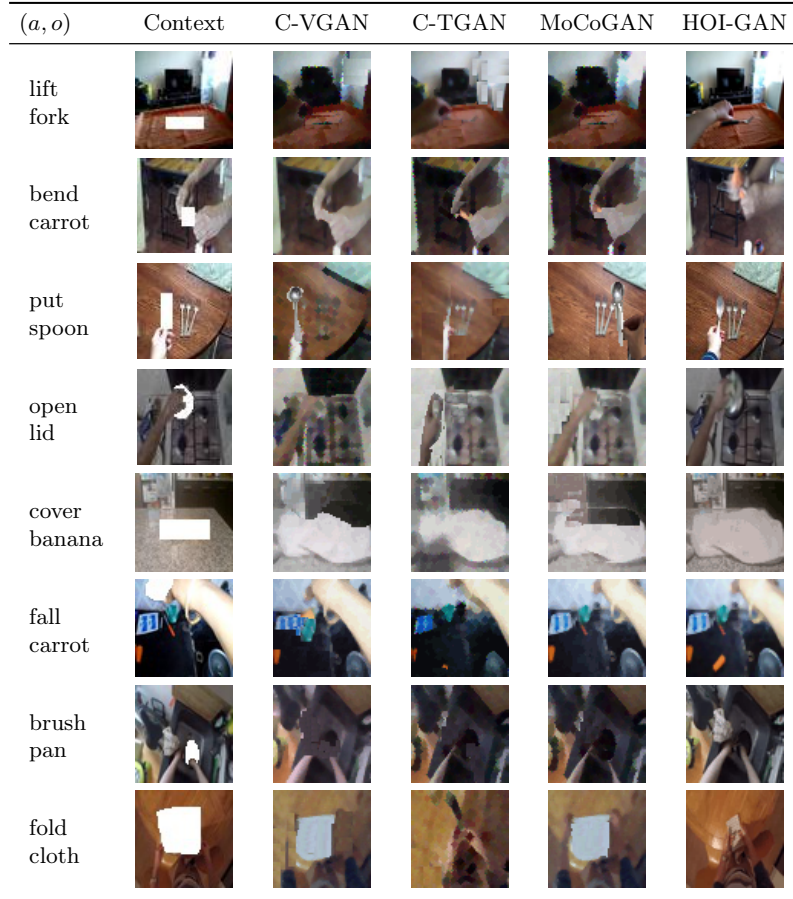 (a, o) Context C-VGAN C-TGAN MoCoGAN HOI-GAN
lift
fork
bend
carrot
put
spoon
open
lid
cover
banana
fall
carrot
brush
pan
fold
cloth